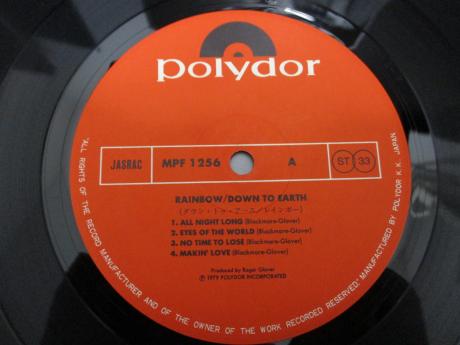 polydor
JASRAC MPF 1256 A ST 33
RAINBOW/DOWN TO EARTH
(ダウン・トゥ・アース/レインボー)
1. ALL NIGHT LONG (Blackmore-Glover)
2. EYES OF THE WORLD (Blackmore-Glover)
3. NO TIME TO LOSE (Blackmore-Glover)
4. MAKIN' LOVE (Blackmore-Glover)
Produced by Roger Glover
Ⓟ 1979 POLYDOR INCORPORATED
"ALL RIGHTS OF THE RECORD MANUFACTURER AND OF THE OWNER OF THE WORK RECORDED RESERVED" MANUFACTURED BY POLYDOR K.K. JAPAN